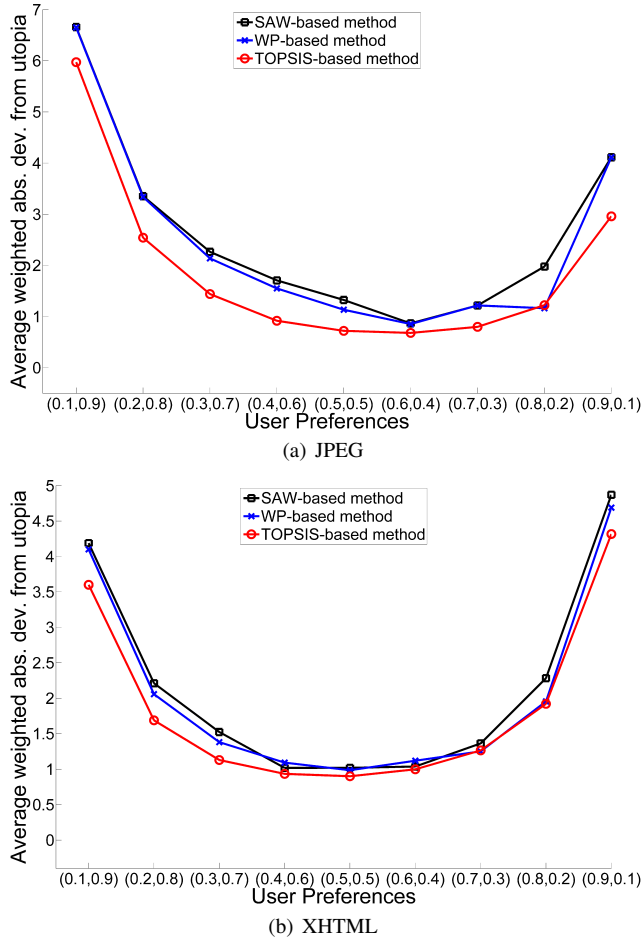 7
6
5
4
3
2
1
0
Average weighted abs. dev. from utopia
SAW-based method
WP-based method
TOPSIS-based method
(0.1,0.9) (0.2,0.8) (0.3,0.7) (0.4,0.6) (0.5,0.5) (0.6,0.4) (0.7,0.3) (0.8,0.2) (0.9,0.1)
User Preferences
(a) JPEG
5
4.5
4
3.5
3
2.5
2
1.5
1
0.5
0
Average weighted abs. dev. from utopia
SAW-based method
WP-based method
TOPSIS-based method
(0.1,0.9) (0.2,0.8) (0.3,0.7) (0.4,0.6) (0.5,0.5) (0.6,0.4) (0.7,0.3) (0.8,0.2) (0.9,0.1)
User Preferences
(b) XHTML